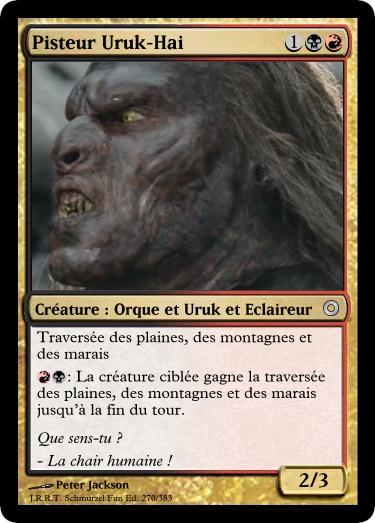 Pisteur Uruk-Hai 1
Créature : Orque et Uruk et Eclaireur
Traversée des plaines, des montagnes et
des marais
: La créature ciblée gagne la traversée
des plaines, des montagnes et des marais
jusqu'à la fin du tour.
Que sens-tu ?
- La chair humaine !
Peter Jackson
2/3
J.R.R.T. Schmurzel Fun Ed. 270/383